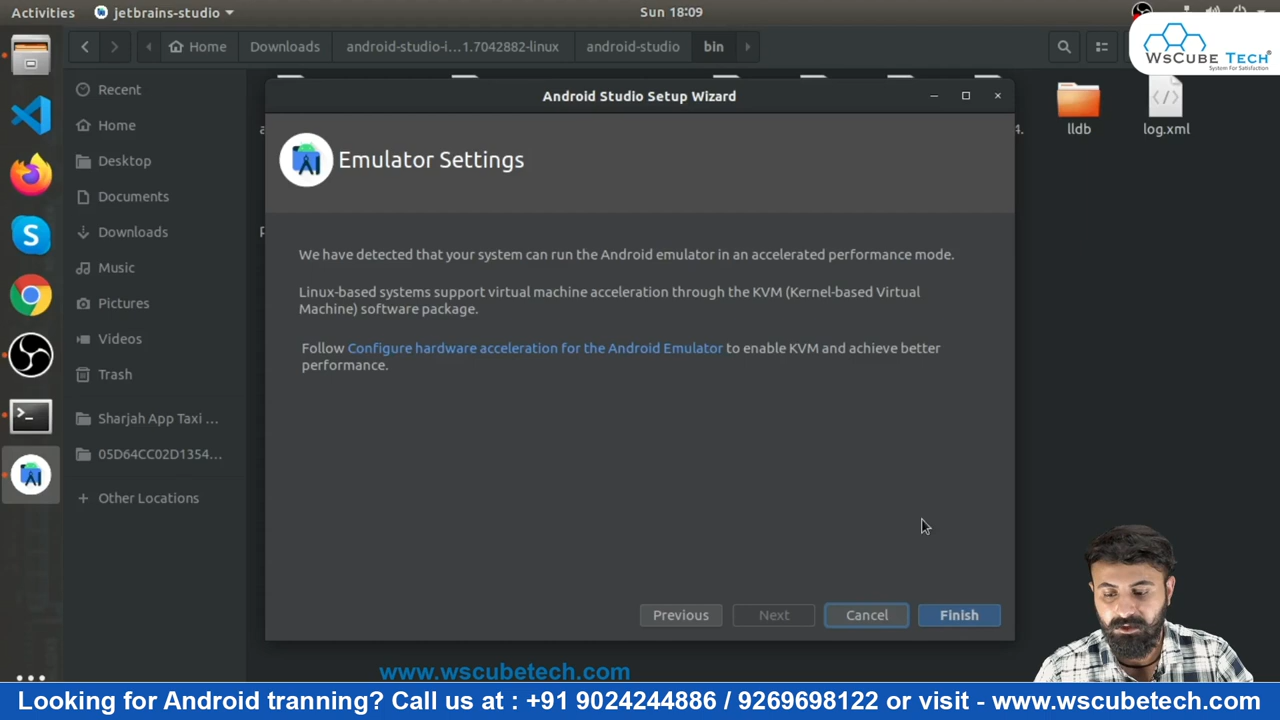 Activities
jetbrains-studio
Sun 18:09
WsCube Tech®
System For Satisfaction
Home
Downloads
android-studio-i…1.7042882-linux
android-studio
bin
Recent
Home
Desktop
Documents
Downloads
Music
Pictures
Videos
Trash
Sharjah App Taxi …
05D64CC02D1354…
+ Other Locations
4.
lldb
log.xml
Android Studio Setup Wizard
Emulator Settings
We have detected that your system can run the Android emulator in an accelerated performance mode.
Linux-based systems support virtual machine acceleration through the KVM (Kernel-based Virtual
Machine) software package.
Follow Configure hardware acceleration for the Android Emulator to enable KVM and achieve better
performance.
Previous
Next
Cancel
Finish
www.wscubetech.com
Looking for Android tranning? Call us at : +91 9024244886 / 9269698122 or visit - www.wscubetech.com